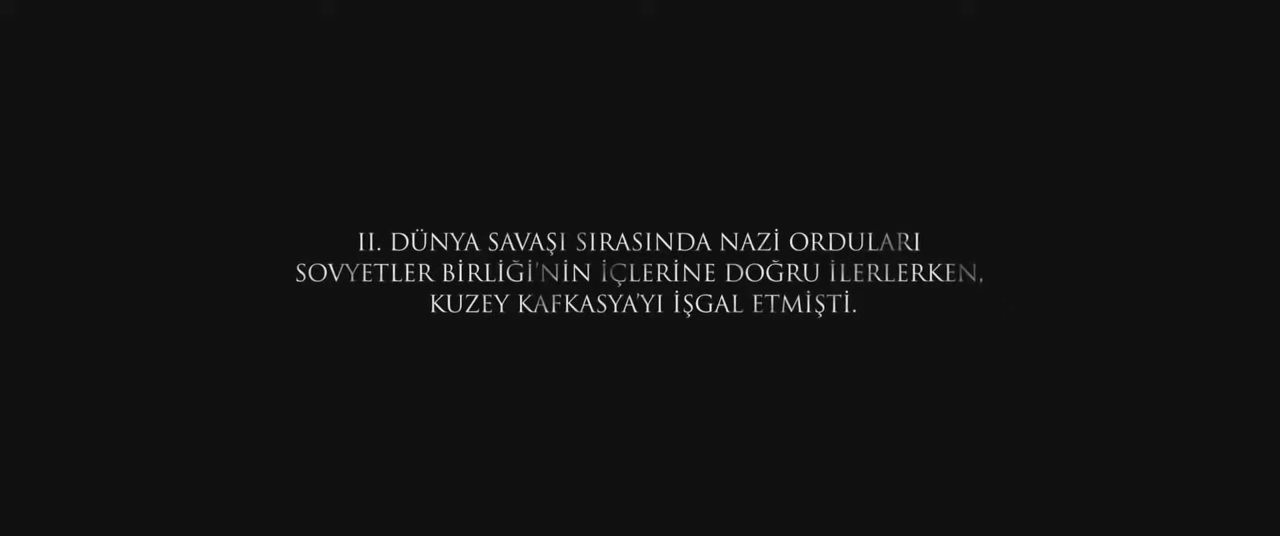 II. DÜNYA SAVAŞI SIRASINDA NAZİ ORDULARI
SOVYETLER BİRLİĞİ'NİN İÇLERİNE DOĞRU İLERLERKEN,
KUZEY KAFKASYA'YI İŞGAL ETMİŞTİ.